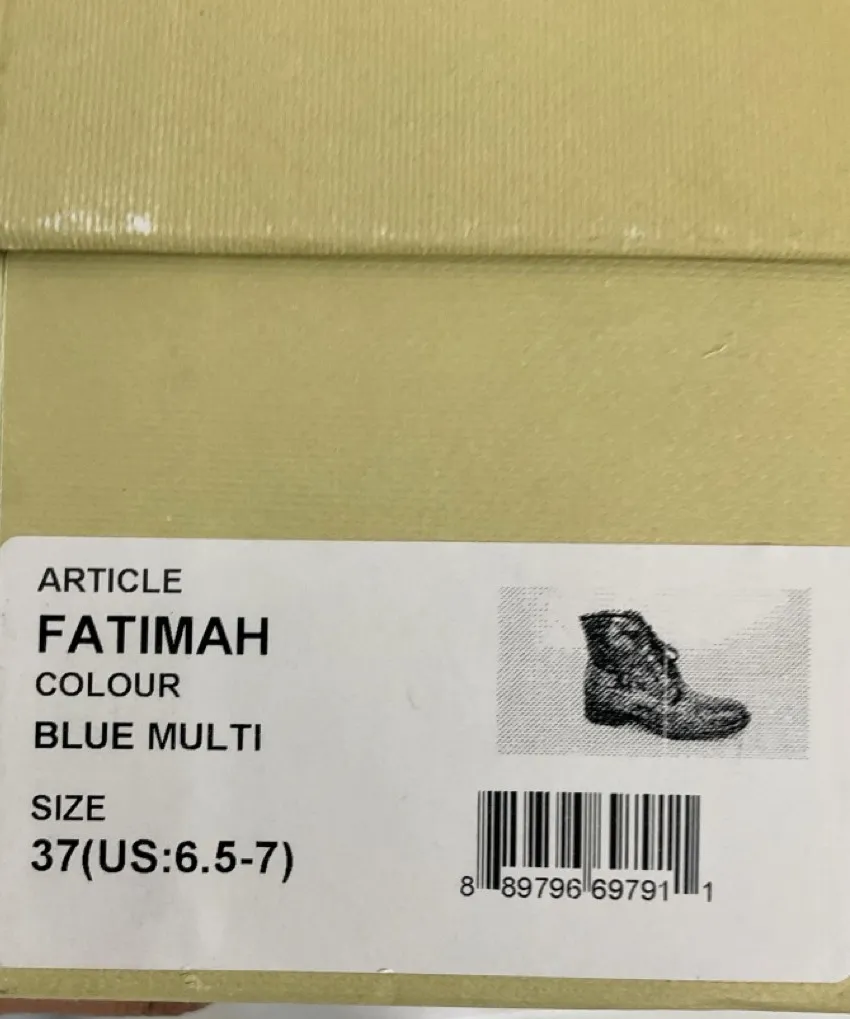 ARTICLE
FATIMAH
COLOUR
BLUE MULTI
SIZE
37(US:6.5-7)
8 89796 69791 1